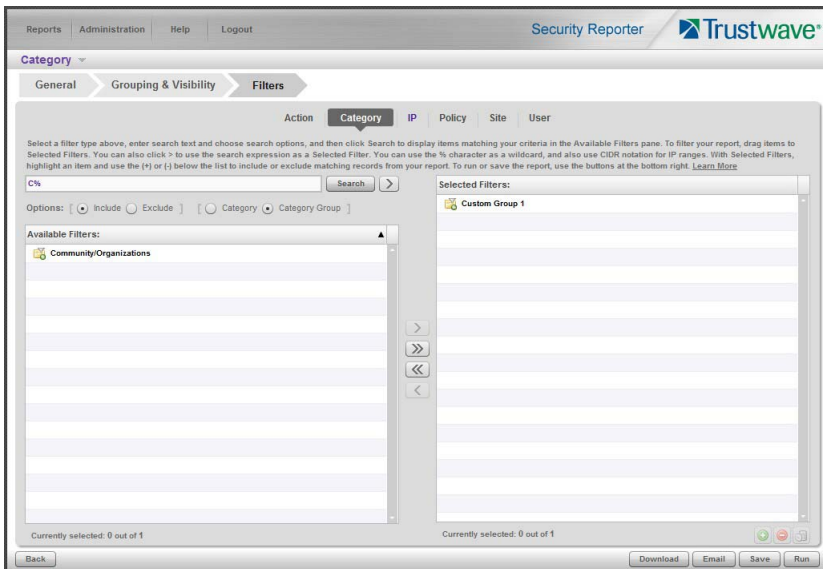 Reports Administration Help Logout
Security Reporter Trustwave®
Category
General Grouping & Visibility Filters
Action Category IP Policy Site User
Select a filter type above, enter search text and choose search options, and then click Search to display items matching your criteria in the Available Filters pane. To filter your report, drag items to
Selected Filters. You can also click > to use the search expression as a Selected Filter. You can use the % character as a wildcard, and also use CIDR notation for IP ranges. With Selected Filters,
highlight an item and use the (+) or (-) below the list to include or exclude matching records from your report. To run or save the report, use the buttons at the bottom right. Learn More
C% Search >
Options: [ Include Exclude ] [ Category Category Group ]
Available Filters:
Community/Organizations
Currently selected: 0 out of 1
>
>>
<<
<
Selected Filters:
Custom Group 1
Currently selected: 0 out of 1
Back Download Email Save Run